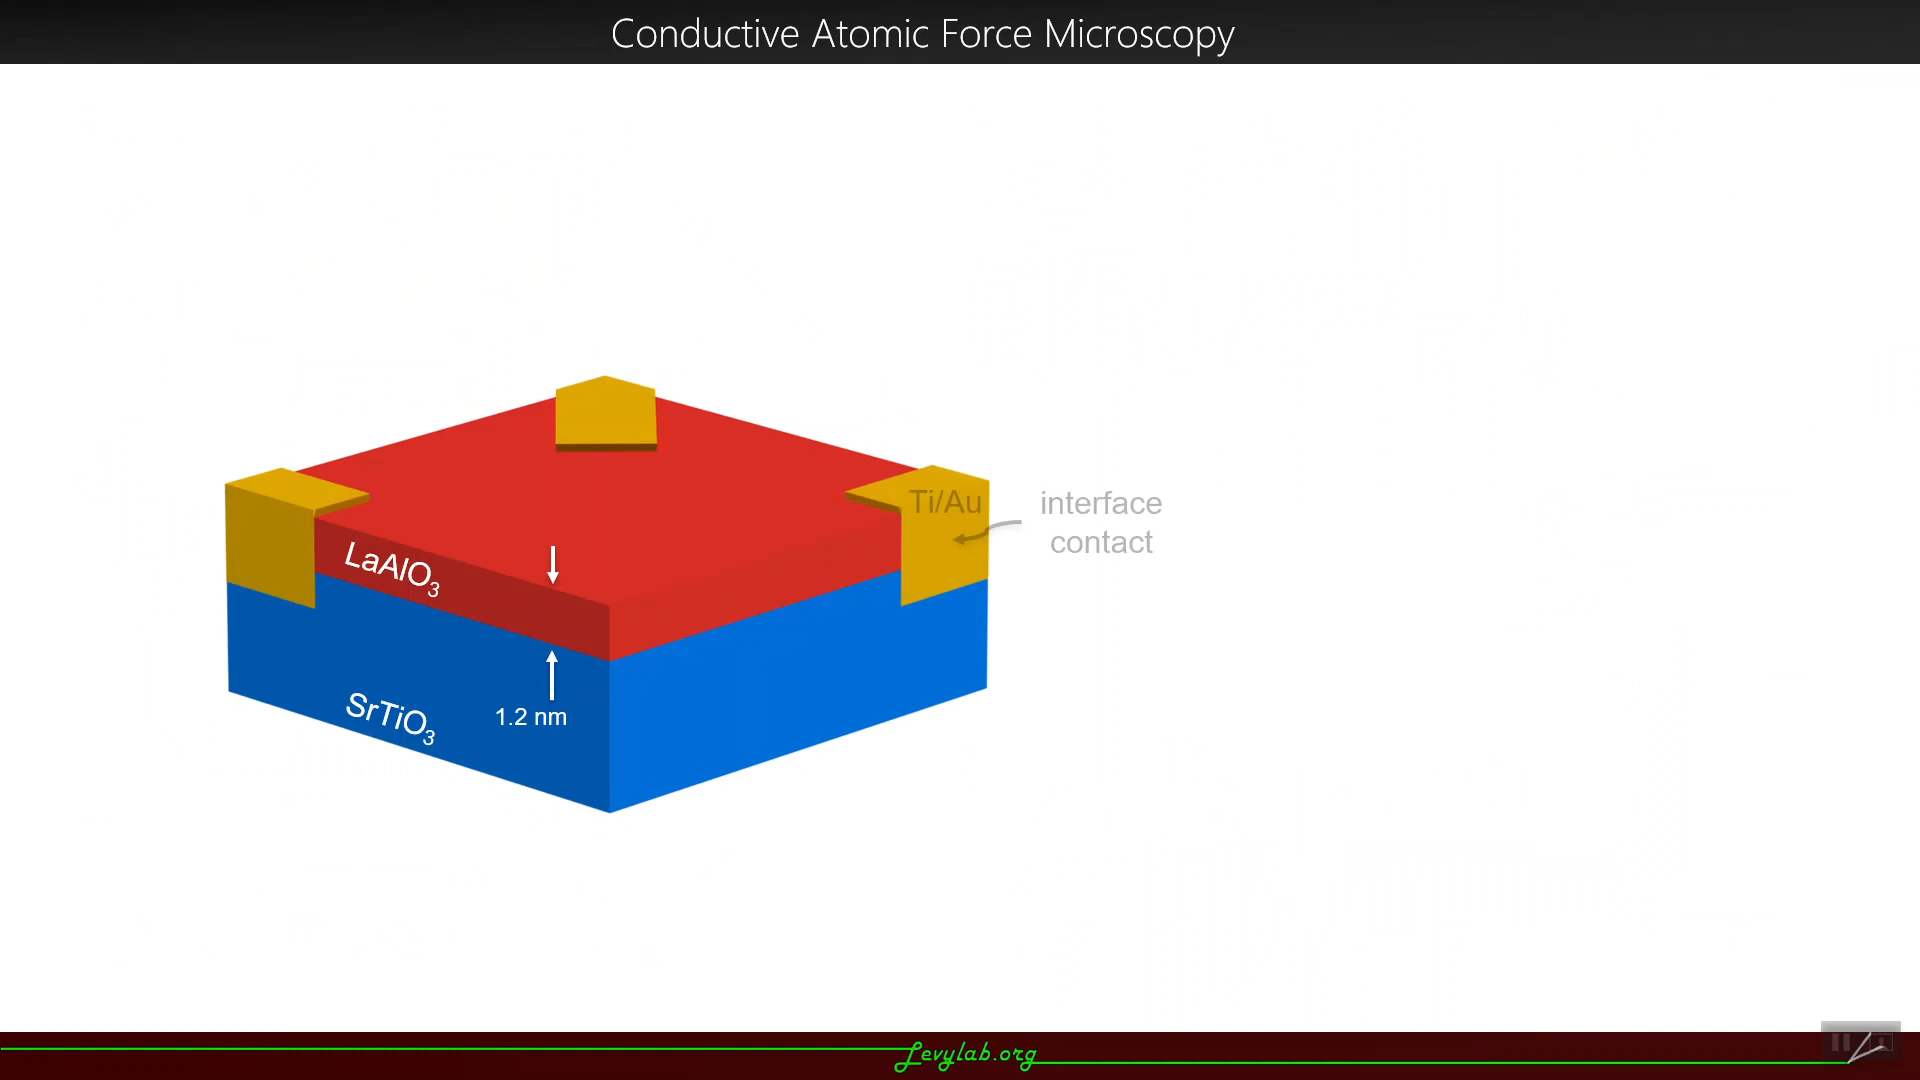 Conductive Atomic Force Microscopy
Ti/Au
interface
contact
LaAlO3
SrTiO3
1.2 nm
Levylab.org